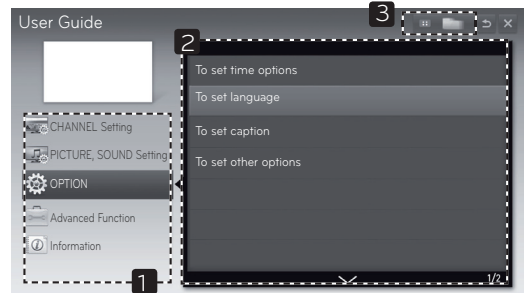 User Guide
3
2
To set time options
To set language
To set caption
To set other options
CHANNEL Setting
PICTURE, SOUND Setting
OPTION
Advanced Function
Information
1
1/2